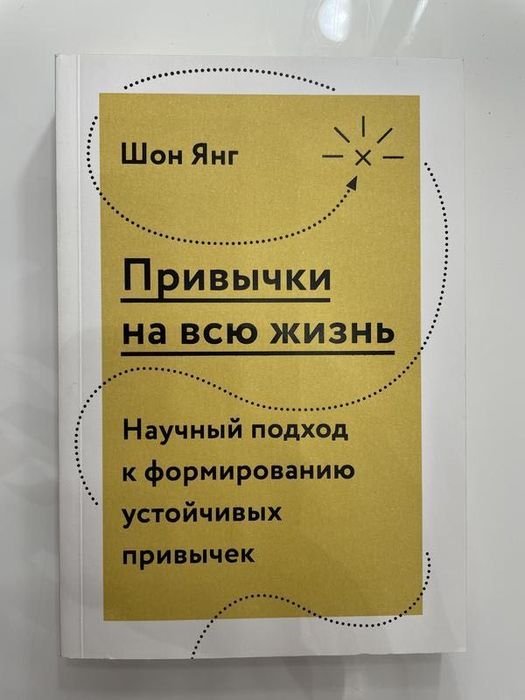 Шон Янг
Привычки
на всю жизнь
Научный подход
к формированию
устойчивых
привычек